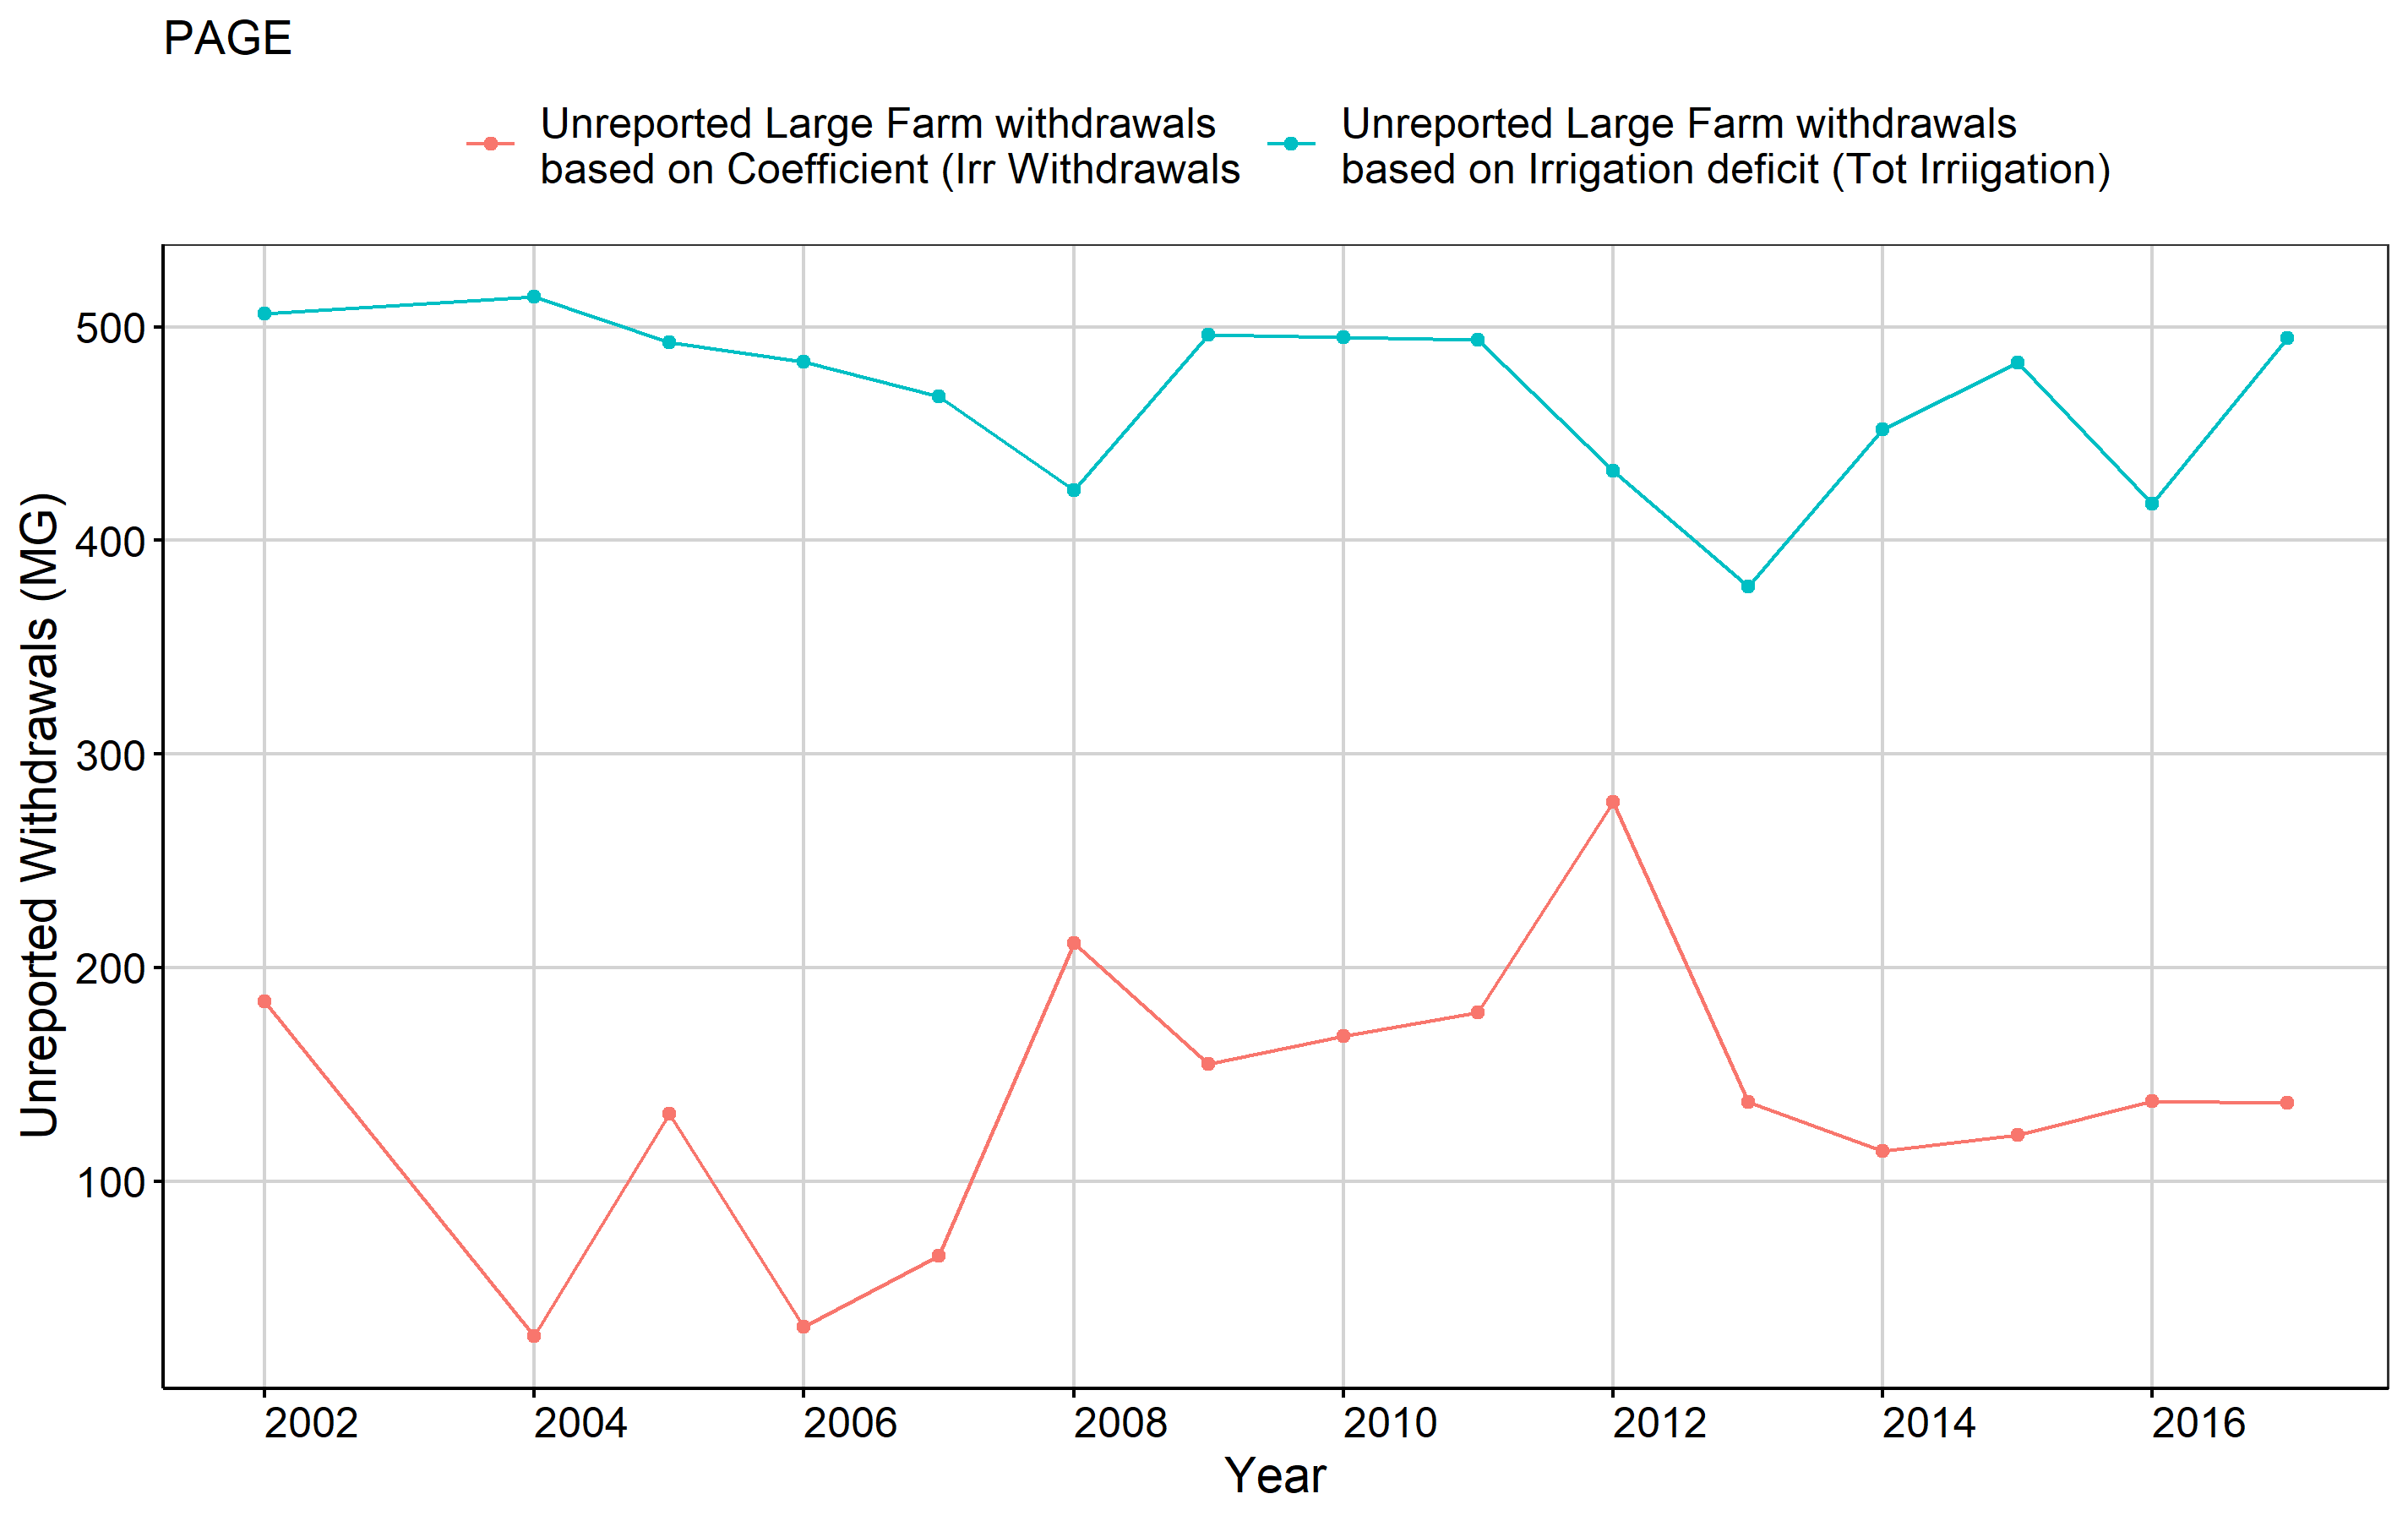 PAGE
Unreported Large Farm withdrawals
based on Coefficient (Irr Withdrawals
Unreported Large Farm withdrawals
based on Irrigation deficit (Tot Irriigation)
Unreported Withdrawals (MG)
500
400
300
200
100
2002
2004
2006
2008
2010
2012
2014
2016
Year